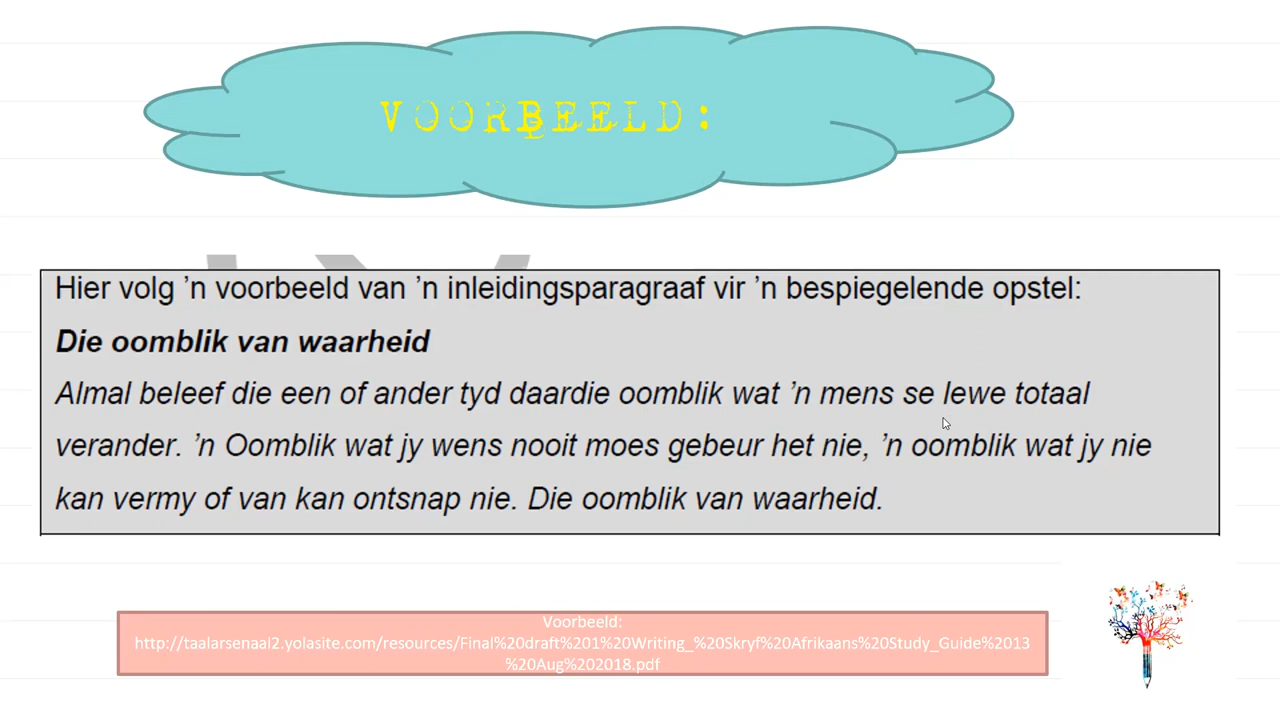 VOORBEELD:
Hier volg ’n voorbeeld van ’n inleidingsparagraaf vir ’n bespiegelende opstel:
Die oomblik van waarheid
Almal beleef die een of ander tyd daardie oomblik wat ’n mens se lewe totaal
verander. ’n Oomblik wat jy wens nooit moes gebeur het nie, ’n oomblik wat jy nie
kan vermy of van kan ontsnap nie. Die oomblik van waarheid.
Voorbeeld:
http://taalarsenaal2.yolasite.com/resources/Final%20draft%201%20Writing_%20Skryf%20Afrikaans%20Study_Guide%2013
%20Aug%202018.pdf